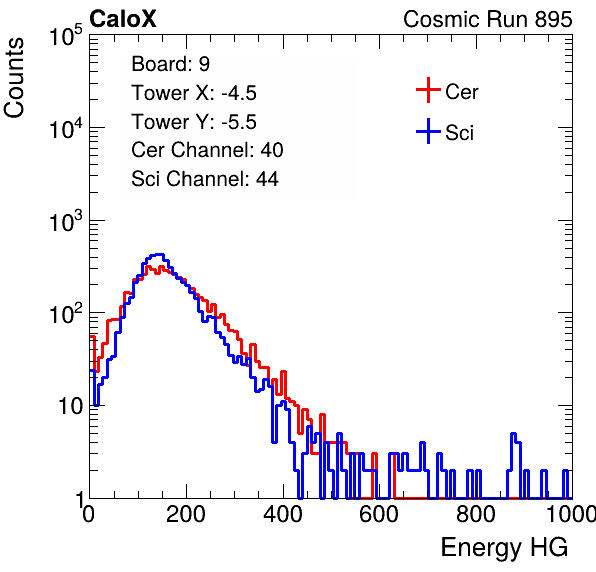 CaloX Cosmic Run 895
Counts
10^5
10^4
10^3
10^2
10
1
Board: 9
Tower X: -4.5
Tower Y: -5.5
Cer Channel: 40
Sci Channel: 44
Cer
Sci
0 200 400 600 800 1000
Energy HG